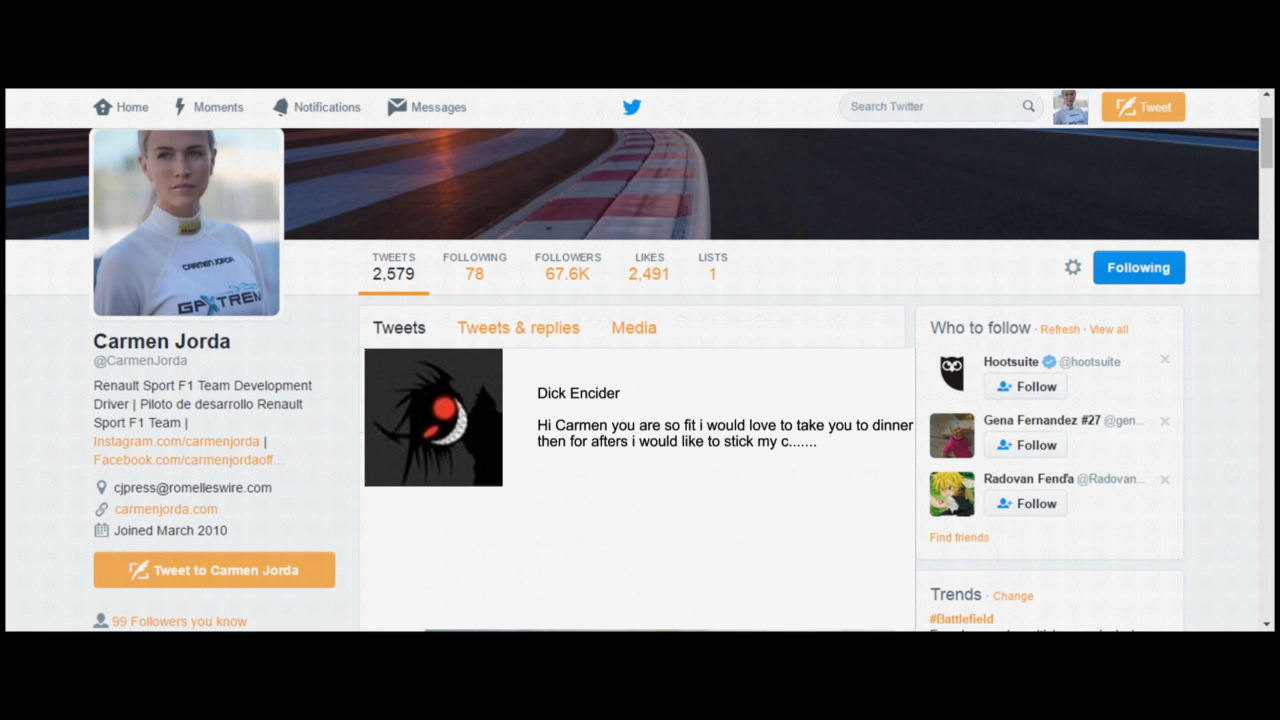 Home
Moments
Notifications
Messages
Search Twitter
Tweet
CARMEN JORDA
TWEETS
2,579
FOLLOWING
78
FOLLOWERS
67.6K
LIKES
2,491
LISTS
1
Following
Carmen Jorda
@CarmenJorda
Renault Sport F1 Team Development
Driver | Piloto de desarrollo Renault
Sport F1 Team |
Instagram.com/carmenjorda |
Facebook.com/carmenjordaoff…
cjpress@romelleswire.com
carmenjorda.com
Joined March 2010
Tweet to Carmen Jorda
99 Followers you know
Tweets
Tweets & replies
Media
Dick Encider
Hi Carmen you are so fit i would love to take you to dinner
then for afters i would like to stick my c.......
Who to follow · Refresh · View all
Hootsuite @hootsuite
Follow
Gena Fernandez #27 @gen…
Follow
Radovan Fenďa @Radovan…
Follow
Find friends
Trends · Change
#Battlefield